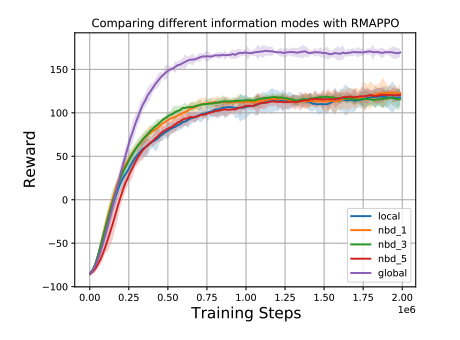 Comparing different information modes with RMAPPO
Reward
150
100
50
0
−50
−100
0.00 0.25 0.50 0.75 1.00 1.25 1.50 1.75 2.00
1e6
Training Steps
local
nbd_1
nbd_3
nbd_5
global